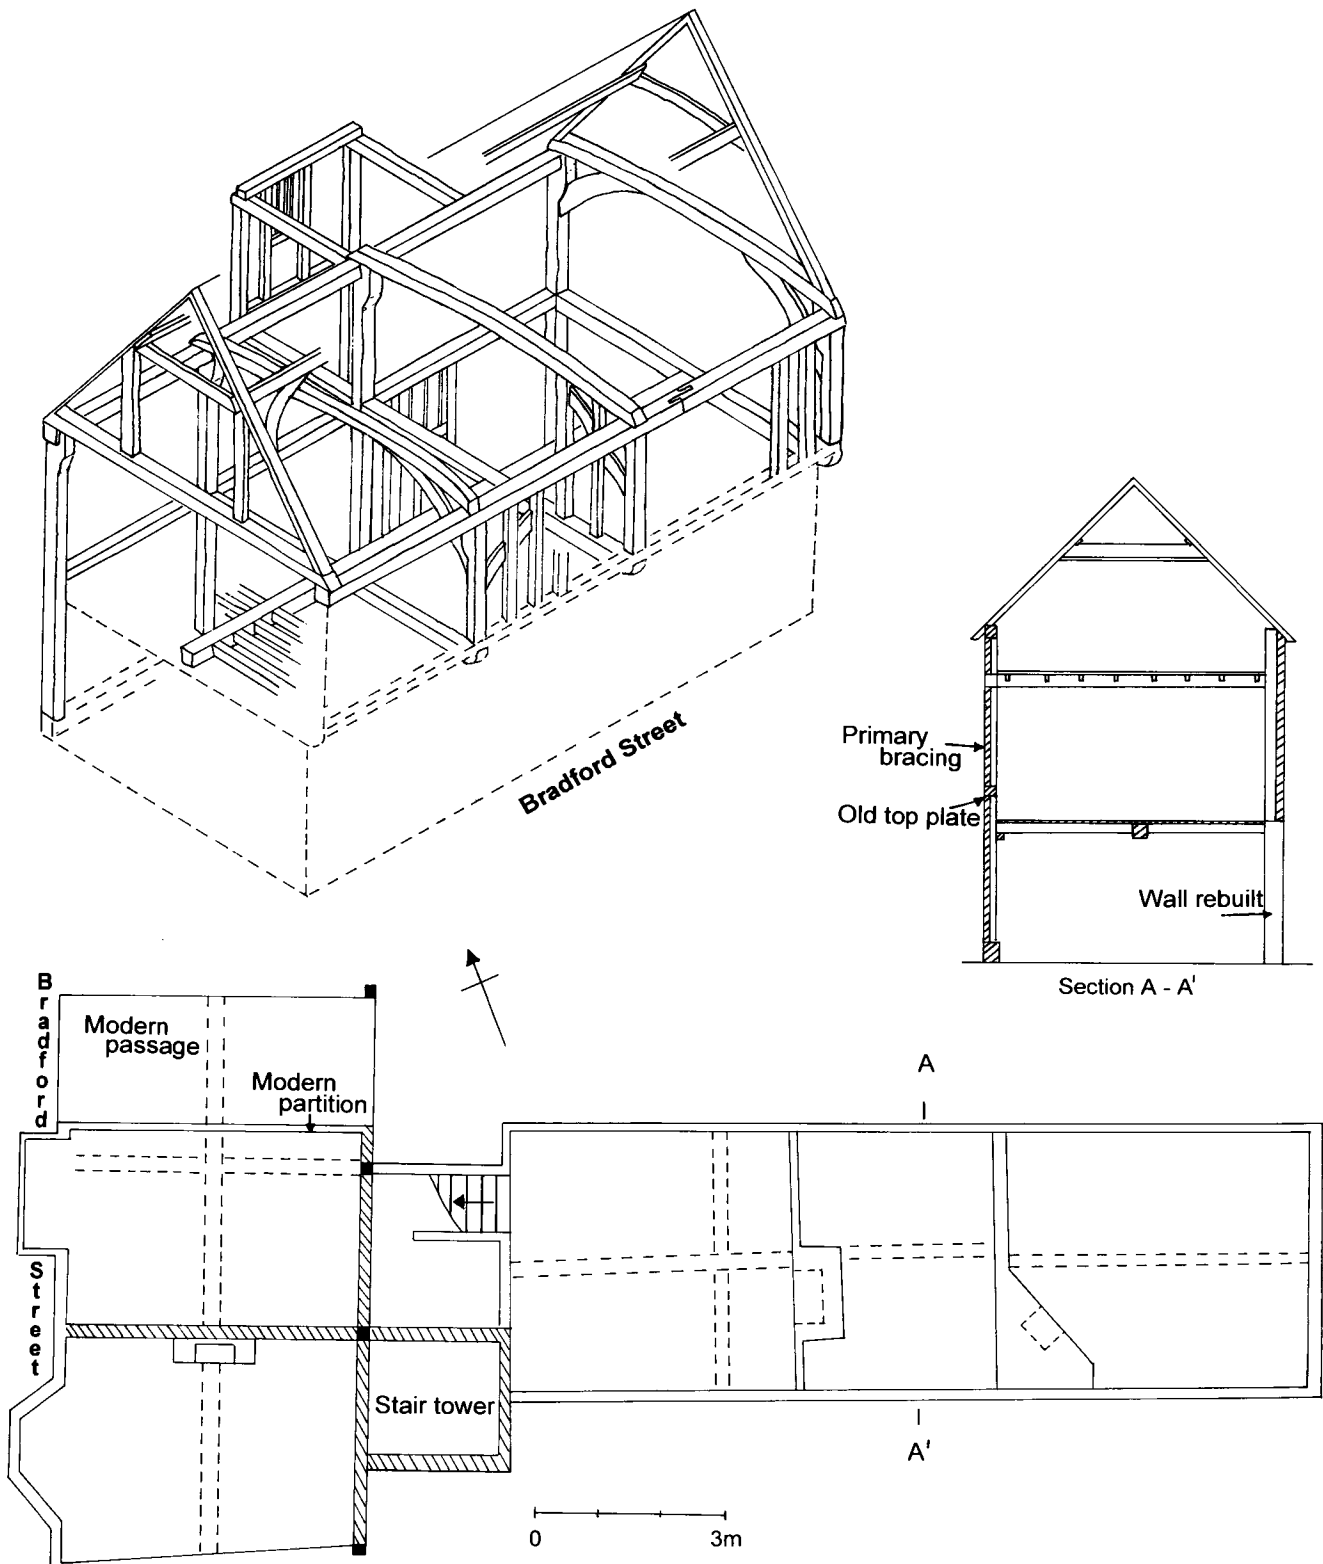 Bradford Street
Primary
bracing
Old top plate
Wall rebuilt
Section A - A'
Bradford
Street
Modern
passage
Modern
partition
A
Stair tower
A'
0 3m